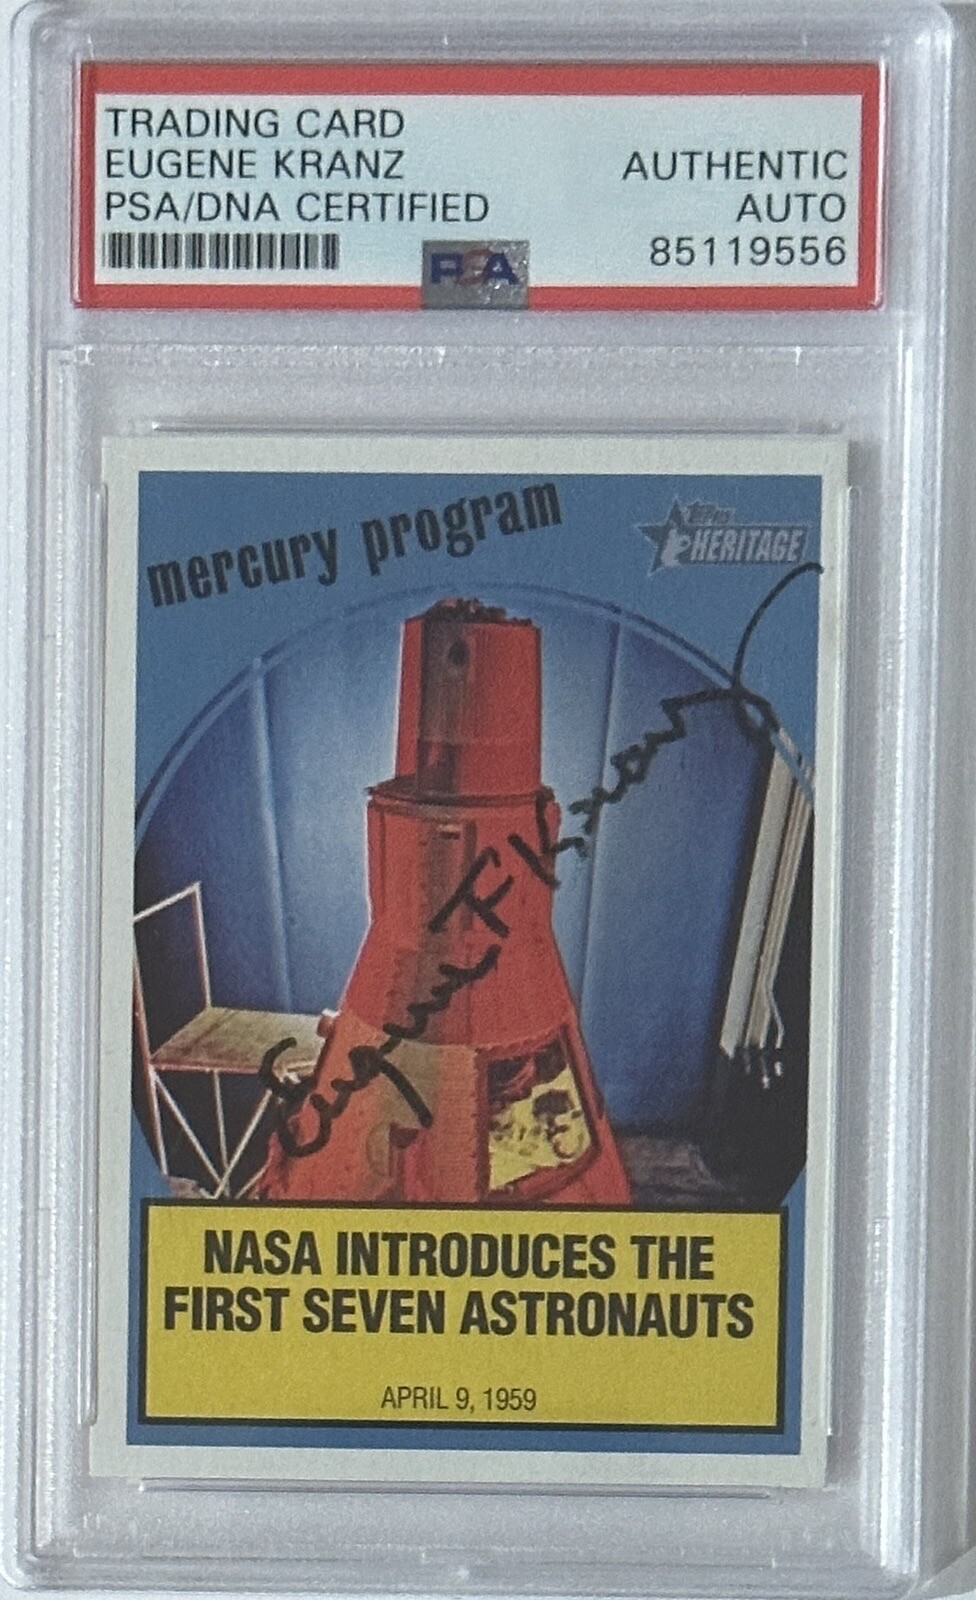 TRADING CARD
EUGENE KRANZ
PSA/DNA CERTIFIED
AUTHENTIC
AUTO
85119556
PSA
mercury program
Topps
HERITAGE
Eugene F Kranz
NASA INTRODUCES THE
FIRST SEVEN ASTRONAUTS
APRIL 9, 1959